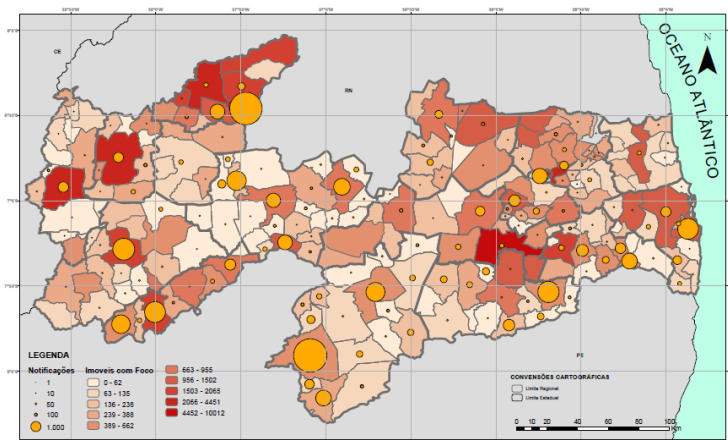 CE
RN
PE
OCEANO ATLÂNTICO
N
LEGENDA
Notificações
1
10
50
100
1.000
Imoveis com Foco
0 - 62
63 - 135
136 - 238
239 - 388
389 - 662
663 - 955
956 - 1502
1503 - 2065
2066 - 4451
4452 - 10012
CONVENÇÕES CARTOGRÁFICAS
Limite Regional
Limite Estadual
0 10 20 40 60 80 100
Km